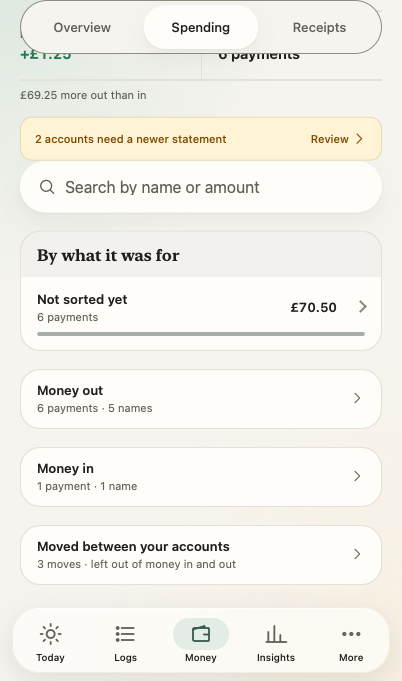 Overview
Spending
Receipts
+£1.25
6 payments
£69.25 more out than in
2 accounts need a newer statement
Review
Search by name or amount
By what it was for
Not sorted yet
£70.50
6 payments
Money out
6 payments · 5 names
Money in
1 payment · 1 name
Moved between your accounts
3 moves · left out of money in and out
Today
Logs
Money
Insights
More